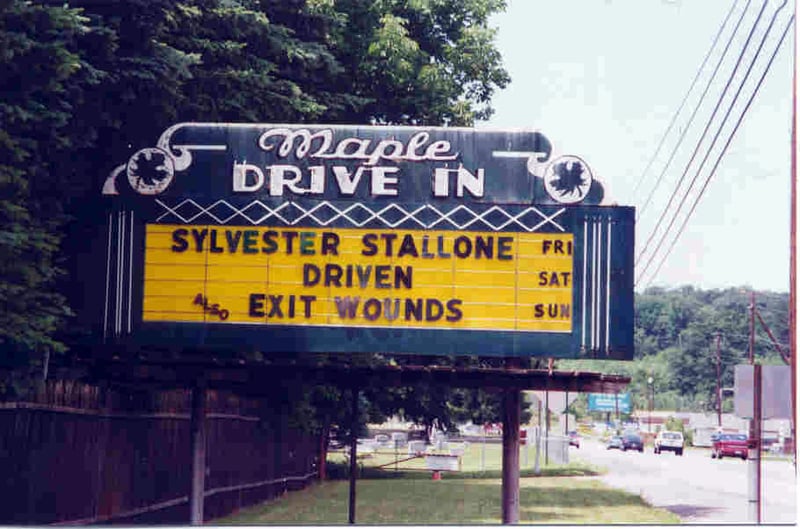 Maple
DRIVE IN
SYLVESTER STALLONE FRI
DRIVEN SAT
ALSO EXIT WOUNDS SUN